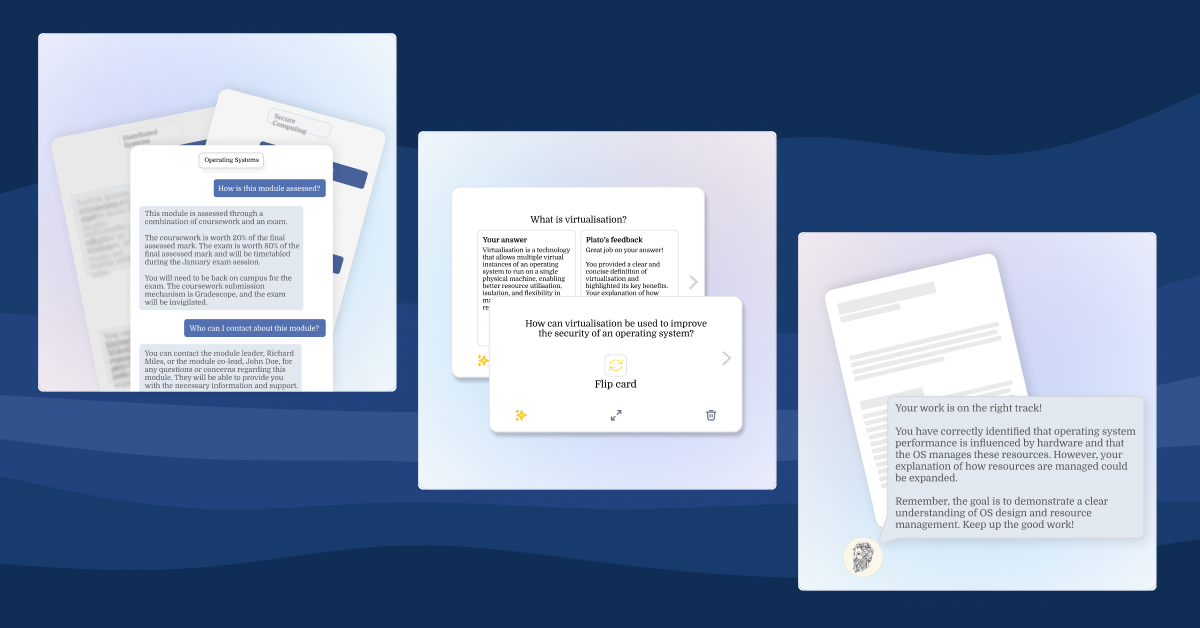 Distributed
Systems
Secure
Computing
Operating Systems
How is this module assessed?
This module is assessed through a
combination of coursework and an exam.
The coursework is worth 20% of the final
assessed mark. The exam is worth 80% of the
final assessed mark and will be timetabled
during the January exam session.
You will need to be back on campus for the
exam. The coursework submission
mechanism is Gradescope, and the exam
will be invigilated.
Who can I contact about this module?
You can contact the module leader, Richard
Miles, or the module co-lead, John Doe, for
any questions or concerns regarding this
module. They will be able to provide you
with the necessary information and support.
What is virtualisation?
Your answer
Virtualisation is a technology
that allows multiple virtual
instances of an operating
system to run on a single
physical machine, enabling
better resource utilisation,
isolation, and flexibility in
Plato's feedback
Great job on your answer!
You provided a clear and
concise definition of
virtualisation and
highlighted its key benefits.
Your explanation of how
How can virtualisation be used to improve
the security of an operating system?
Flip card
Your work is on the right track!
You have correctly identified that operating system
performance is influenced by hardware and that
the OS manages these resources. However, your
explanation of how resources are managed could
be expanded.
Remember, the goal is to demonstrate a clear
understanding of OS design and resource
management. Keep up the good work!